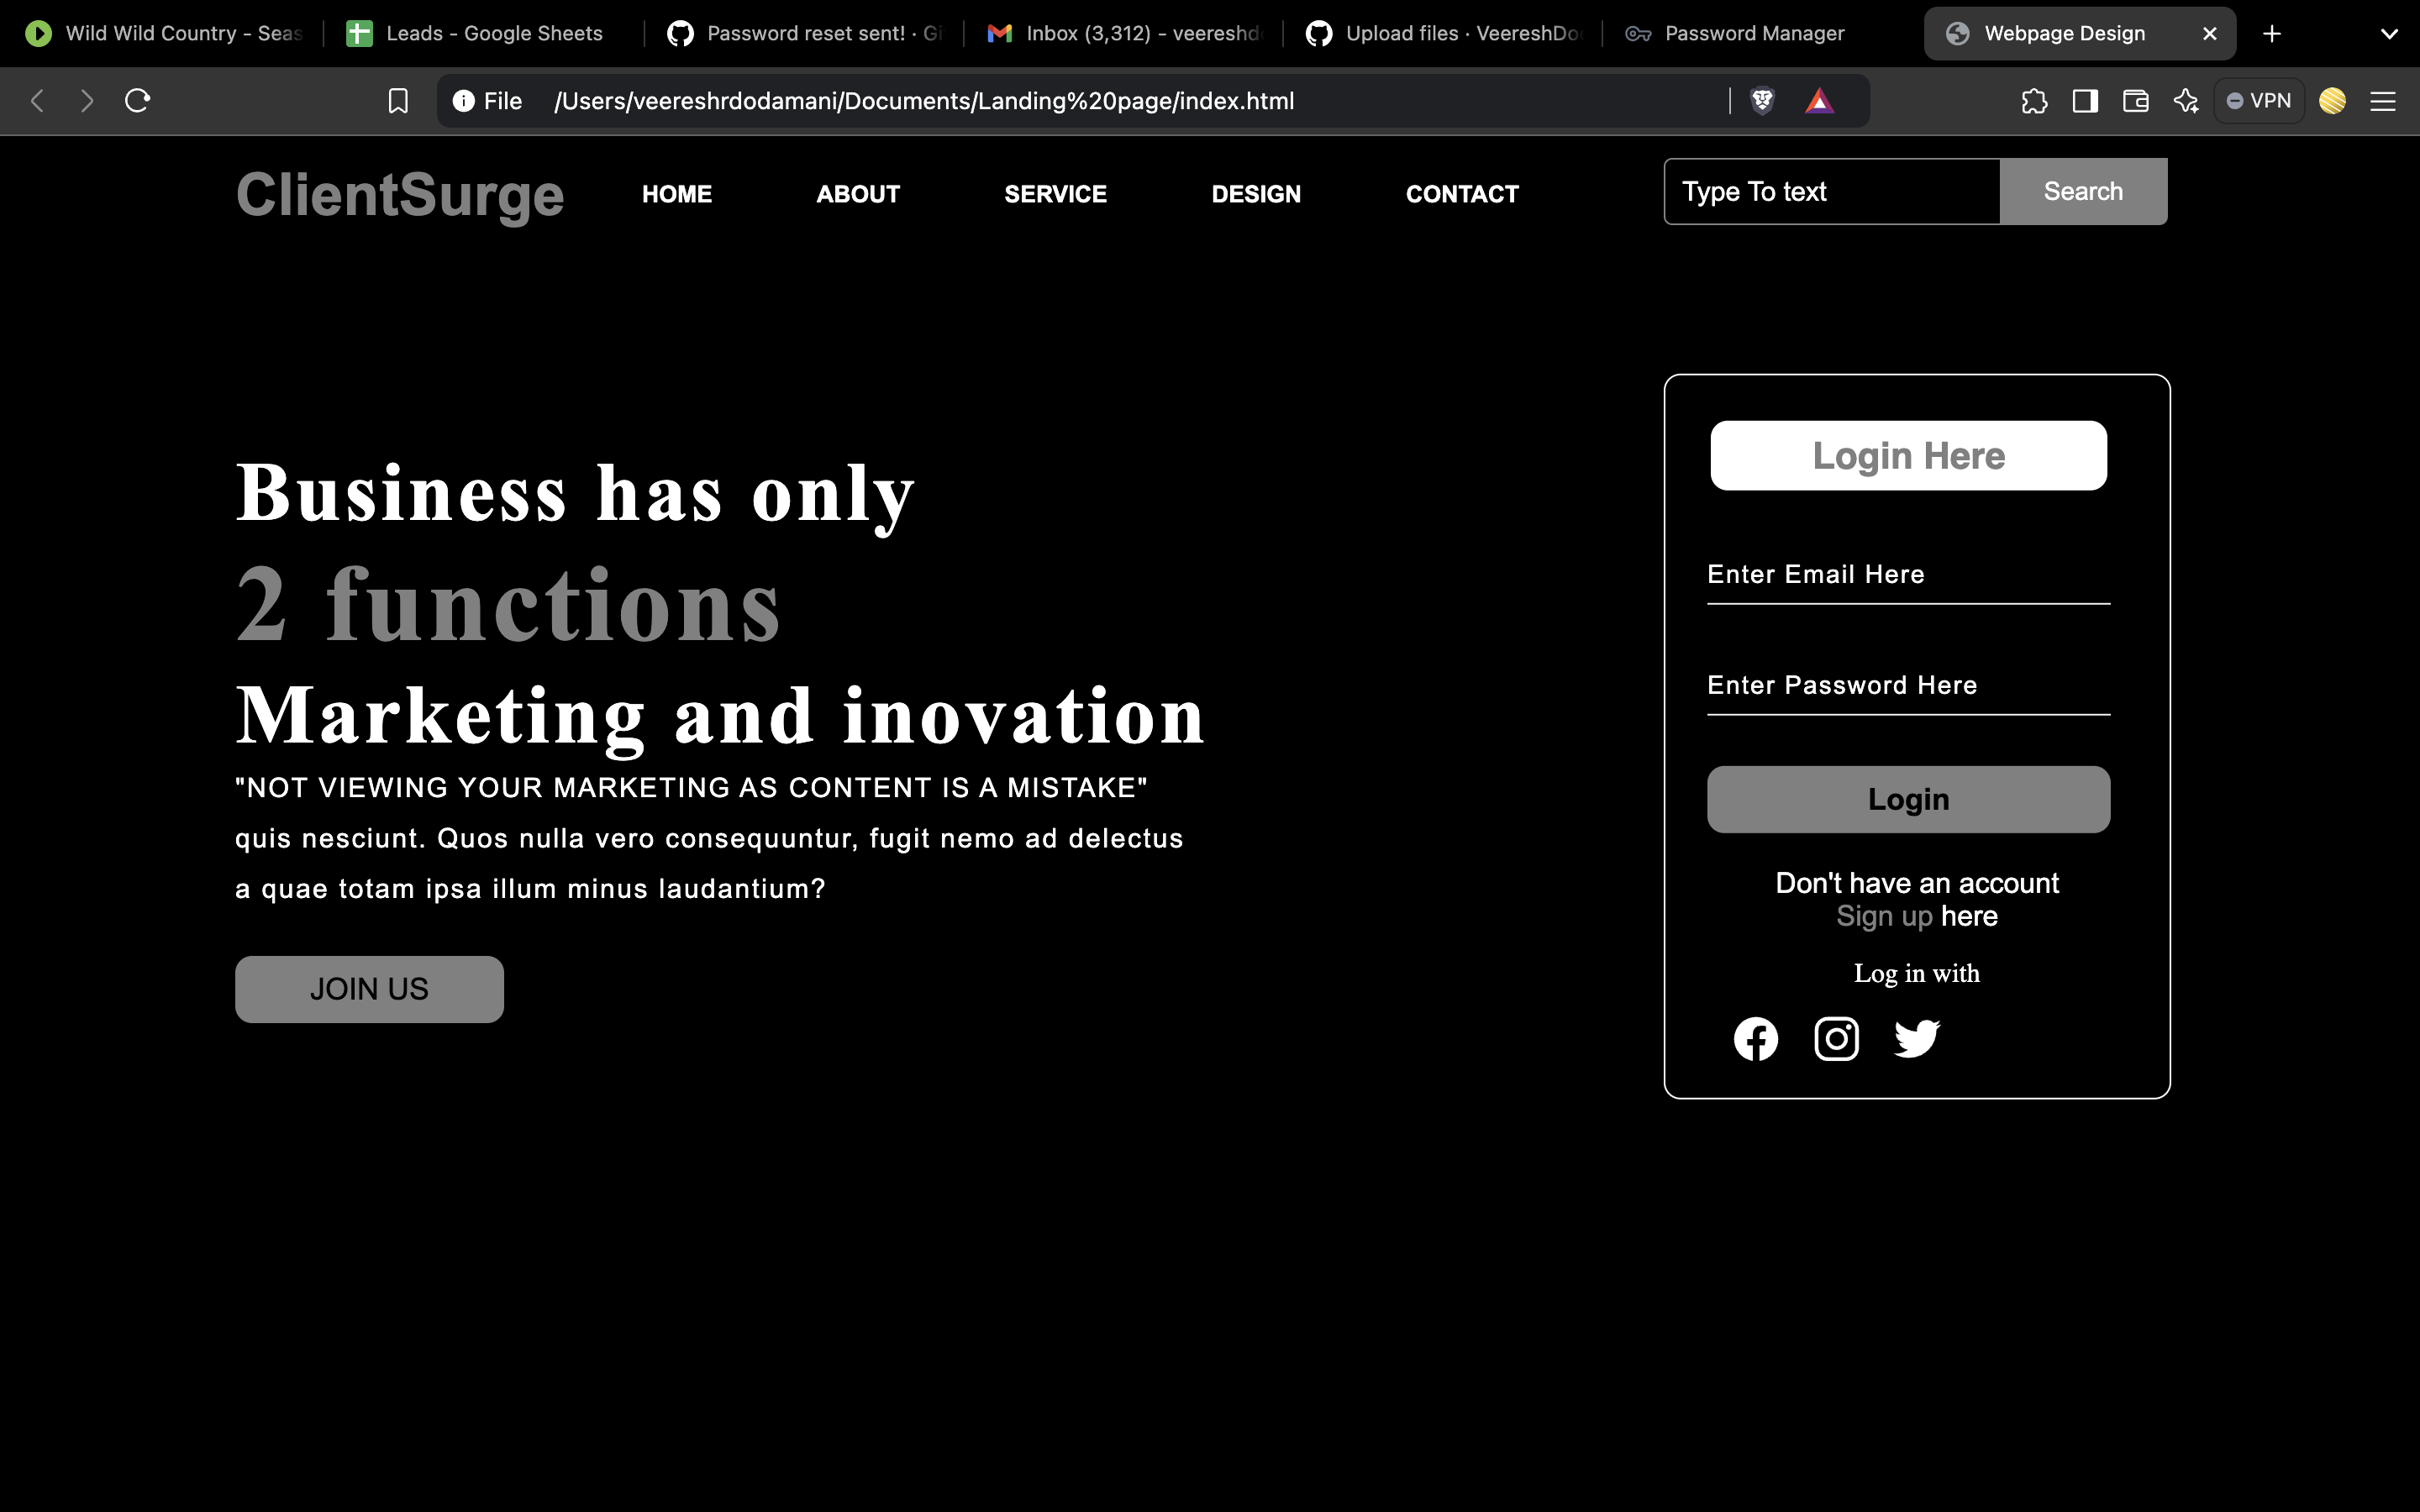 Wild Wild Country - Seas
Leads - Google Sheets
Password reset sent! · Gi
Inbox (3,312) - veereshd
Upload files · VeereshDo
Password Manager
Webpage Design
File /Users/veereshrdodamani/Documents/Landing%20page/index.html
VPN
ClientSurge
HOME
ABOUT
SERVICE
DESIGN
CONTACT
Type To text
Search
Business has only
2 functions
Marketing and inovation
"NOT VIEWING YOUR MARKETING AS CONTENT IS A MISTAKE"
quis nesciunt. Quos nulla vero consequuntur, fugit nemo ad delectus
a quae totam ipsa illum minus laudantium?
JOIN US
Login Here
Enter Email Here
Enter Password Here
Login
Don't have an account
Sign up here
Log in with